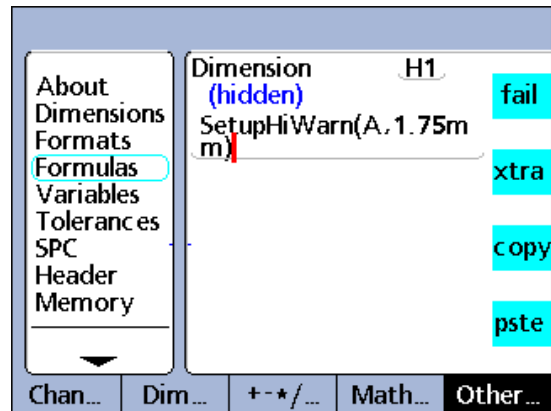 About
Dimensions
Formats
Formulas
Variables
Tolerances
SPC
Header
Memory
Dimension H1
(hidden)
SetupHiWarn(A,1.75m
m)
fail
xtra
copy
pste
Chan... Dim... +-*/... Math... Other...